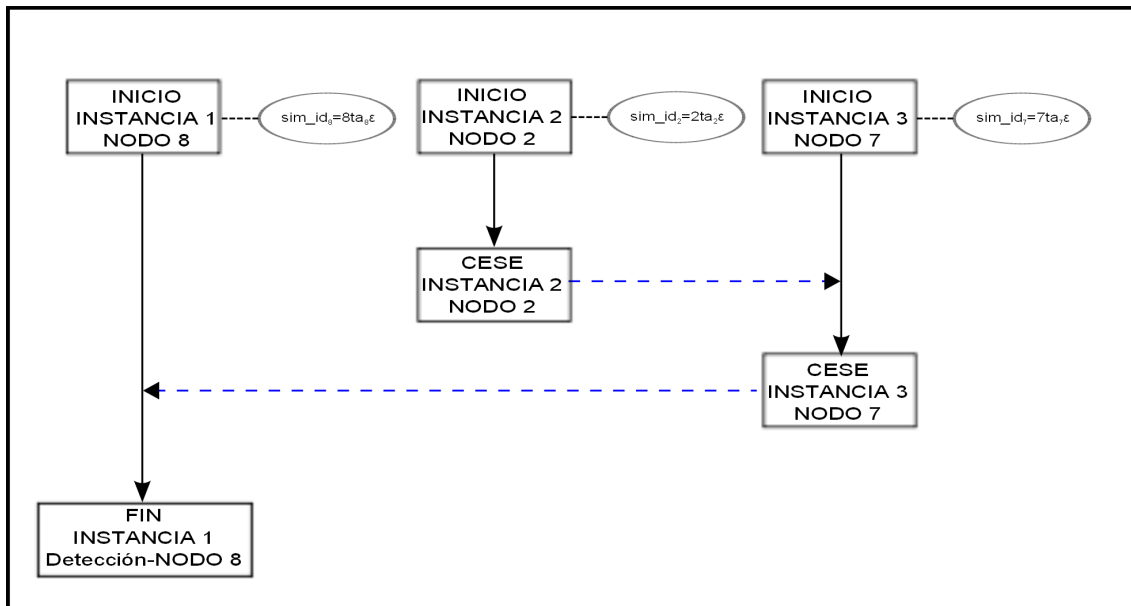 INICIO
INSTANCIA 1
NODO 8
sim_id₈=8ta₈ε
INICIO
INSTANCIA 2
NODO 2
sim_id₂=2ta₂ε
INICIO
INSTANCIA 3
NODO 7
sim_id₇=7ta₇ε
CESE
INSTANCIA 2
NODO 2
CESE
INSTANCIA 3
NODO 7
FIN
INSTANCIA 1
Detección-NODO 8